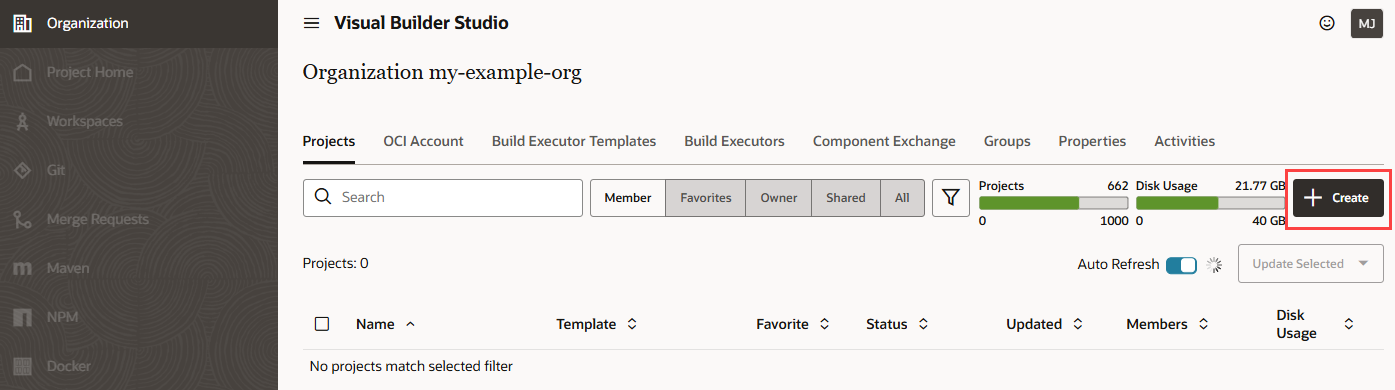 Organization
Project Home
Workspaces
Git
Merge Requests
Maven
NPM
Docker
Visual Builder Studio
MJ
Organization my-example-org
Projects OCI Account Build Executor Templates Build Executors Component Exchange Groups Properties Activities
Search Member Favorites Owner Shared All
Projects 662 Disk Usage 21.77 GB
0 1000 0 40 GB
Create
Projects: 0 Auto Refresh Update Selected
Name Template Favorite Status Updated Members Disk
Usage
No projects match selected filter